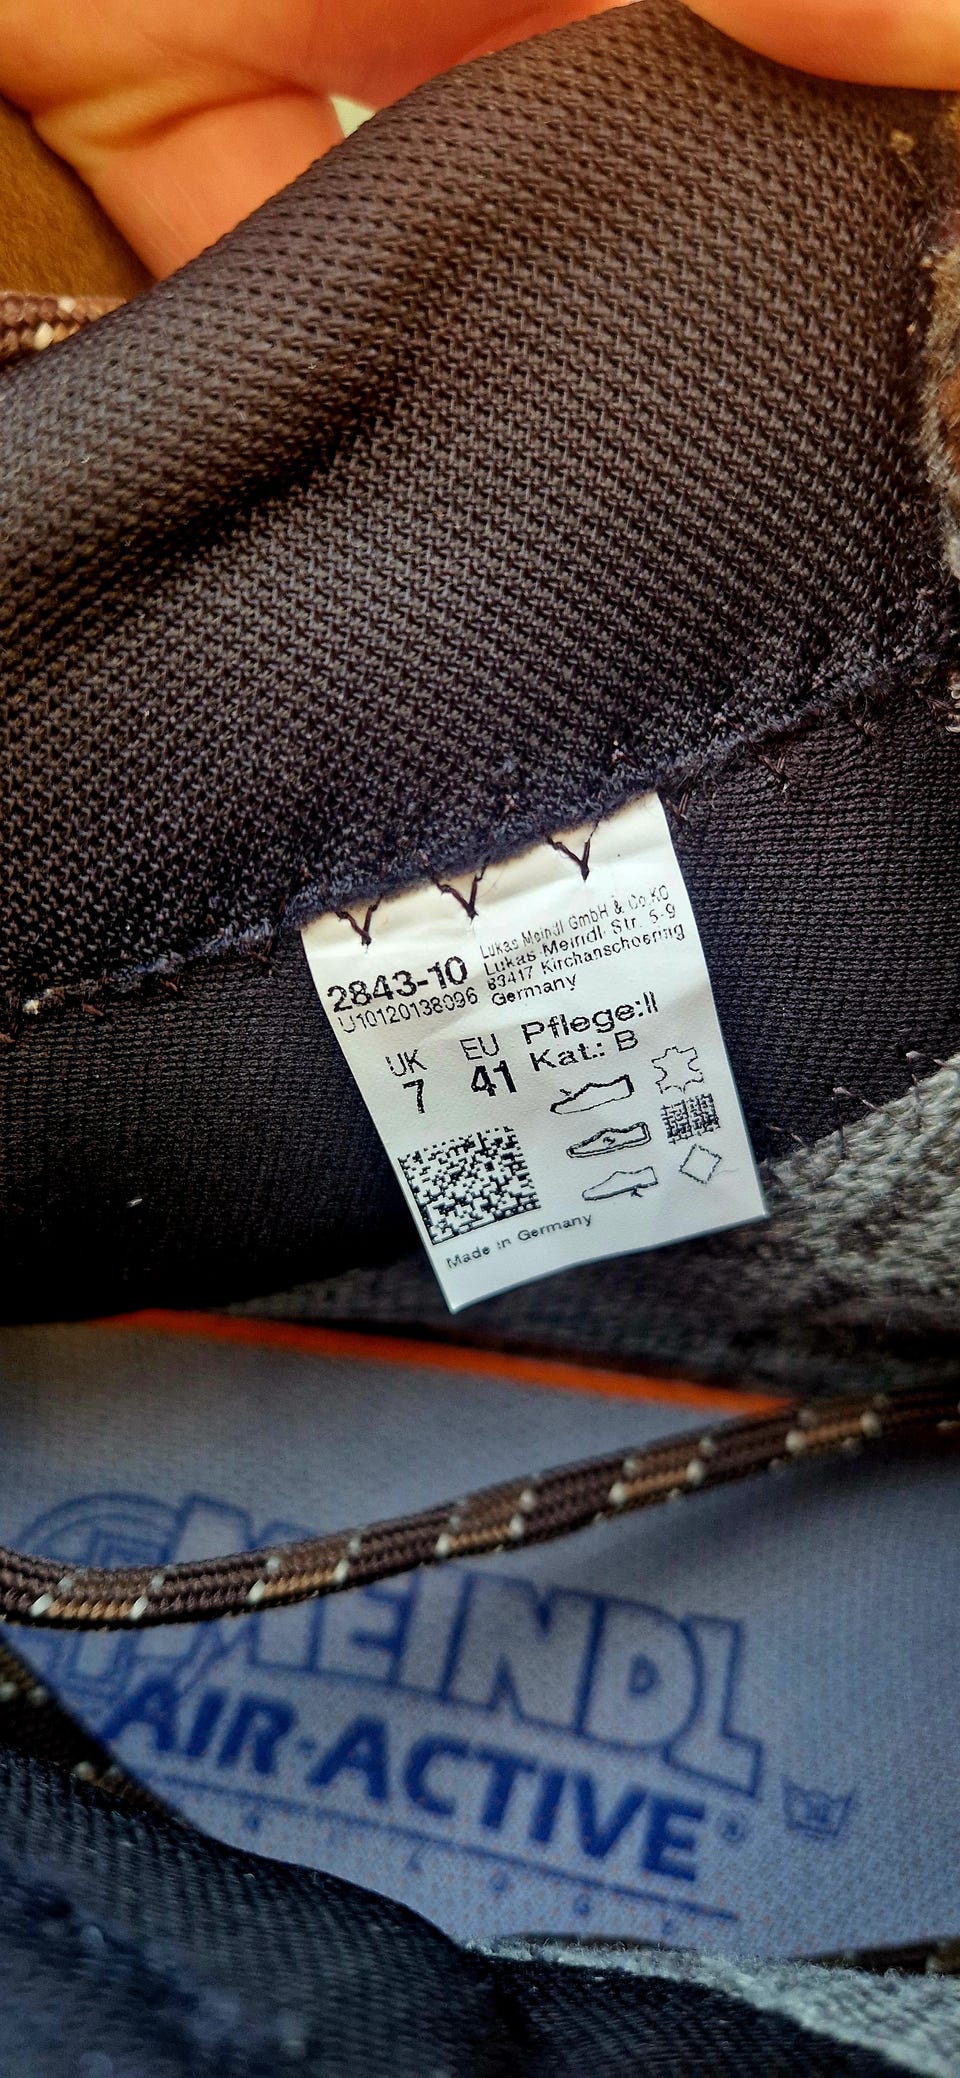 2843-10
U10120138096
Lukas Meindl GmbH & Co.KG
Lukas-Meindl-Str. 5-9
83417 Kirchanschöring
Germany
UK EU
7 41
Pflege:II
Kat.: B
Made in Germany
MEINDL
AIR-ACTIVE®